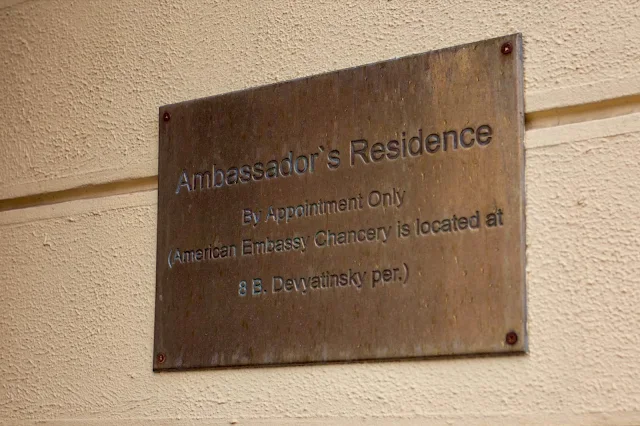 Ambassador`s Residence
By Appointment Only
(American Embassy Chancery is located at
8 B. Devyatinsky per.)